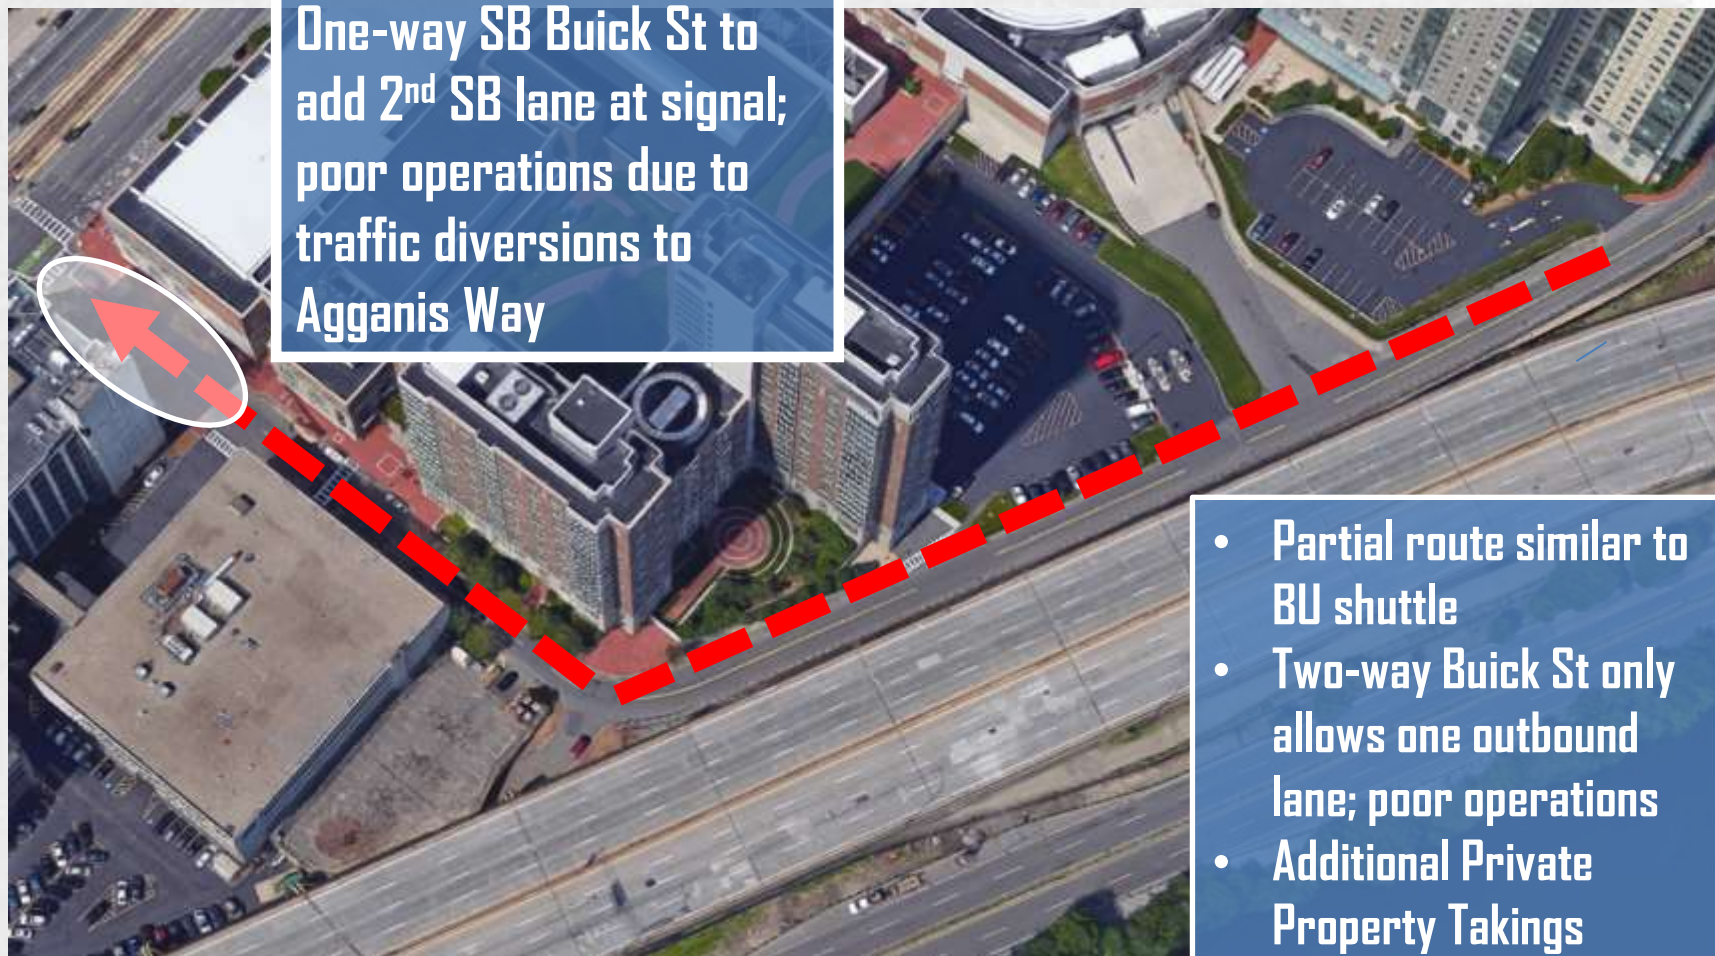 One-way SB Buick St to
add 2nd SB lane at signal;
poor operations due to
traffic diversions to
Agganis Way
• Partial route similar to
BU shuttle
• Two-way Buick St only
allows one outbound
lane; poor operations
• Additional Private
Property Takings